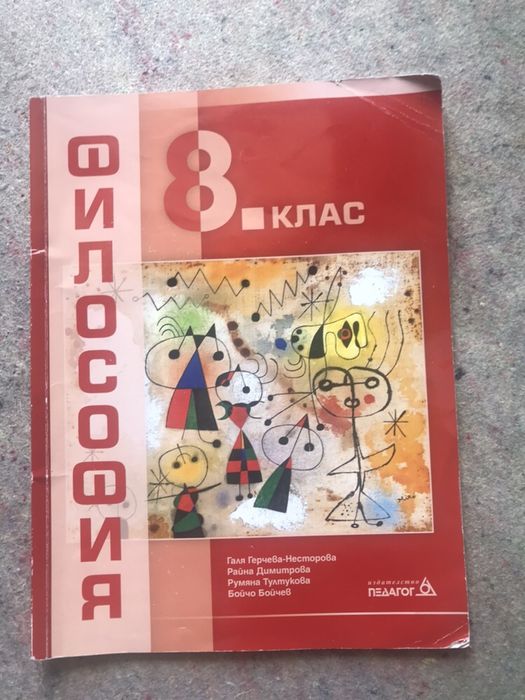 ФИЛОСОФИЯ
8. КЛАС
Галя Герчева-Несторова
Райна Димитрова
Румяна Тултукова
Бойчо Бойчев
издателство
ПЕДАГОГ 6